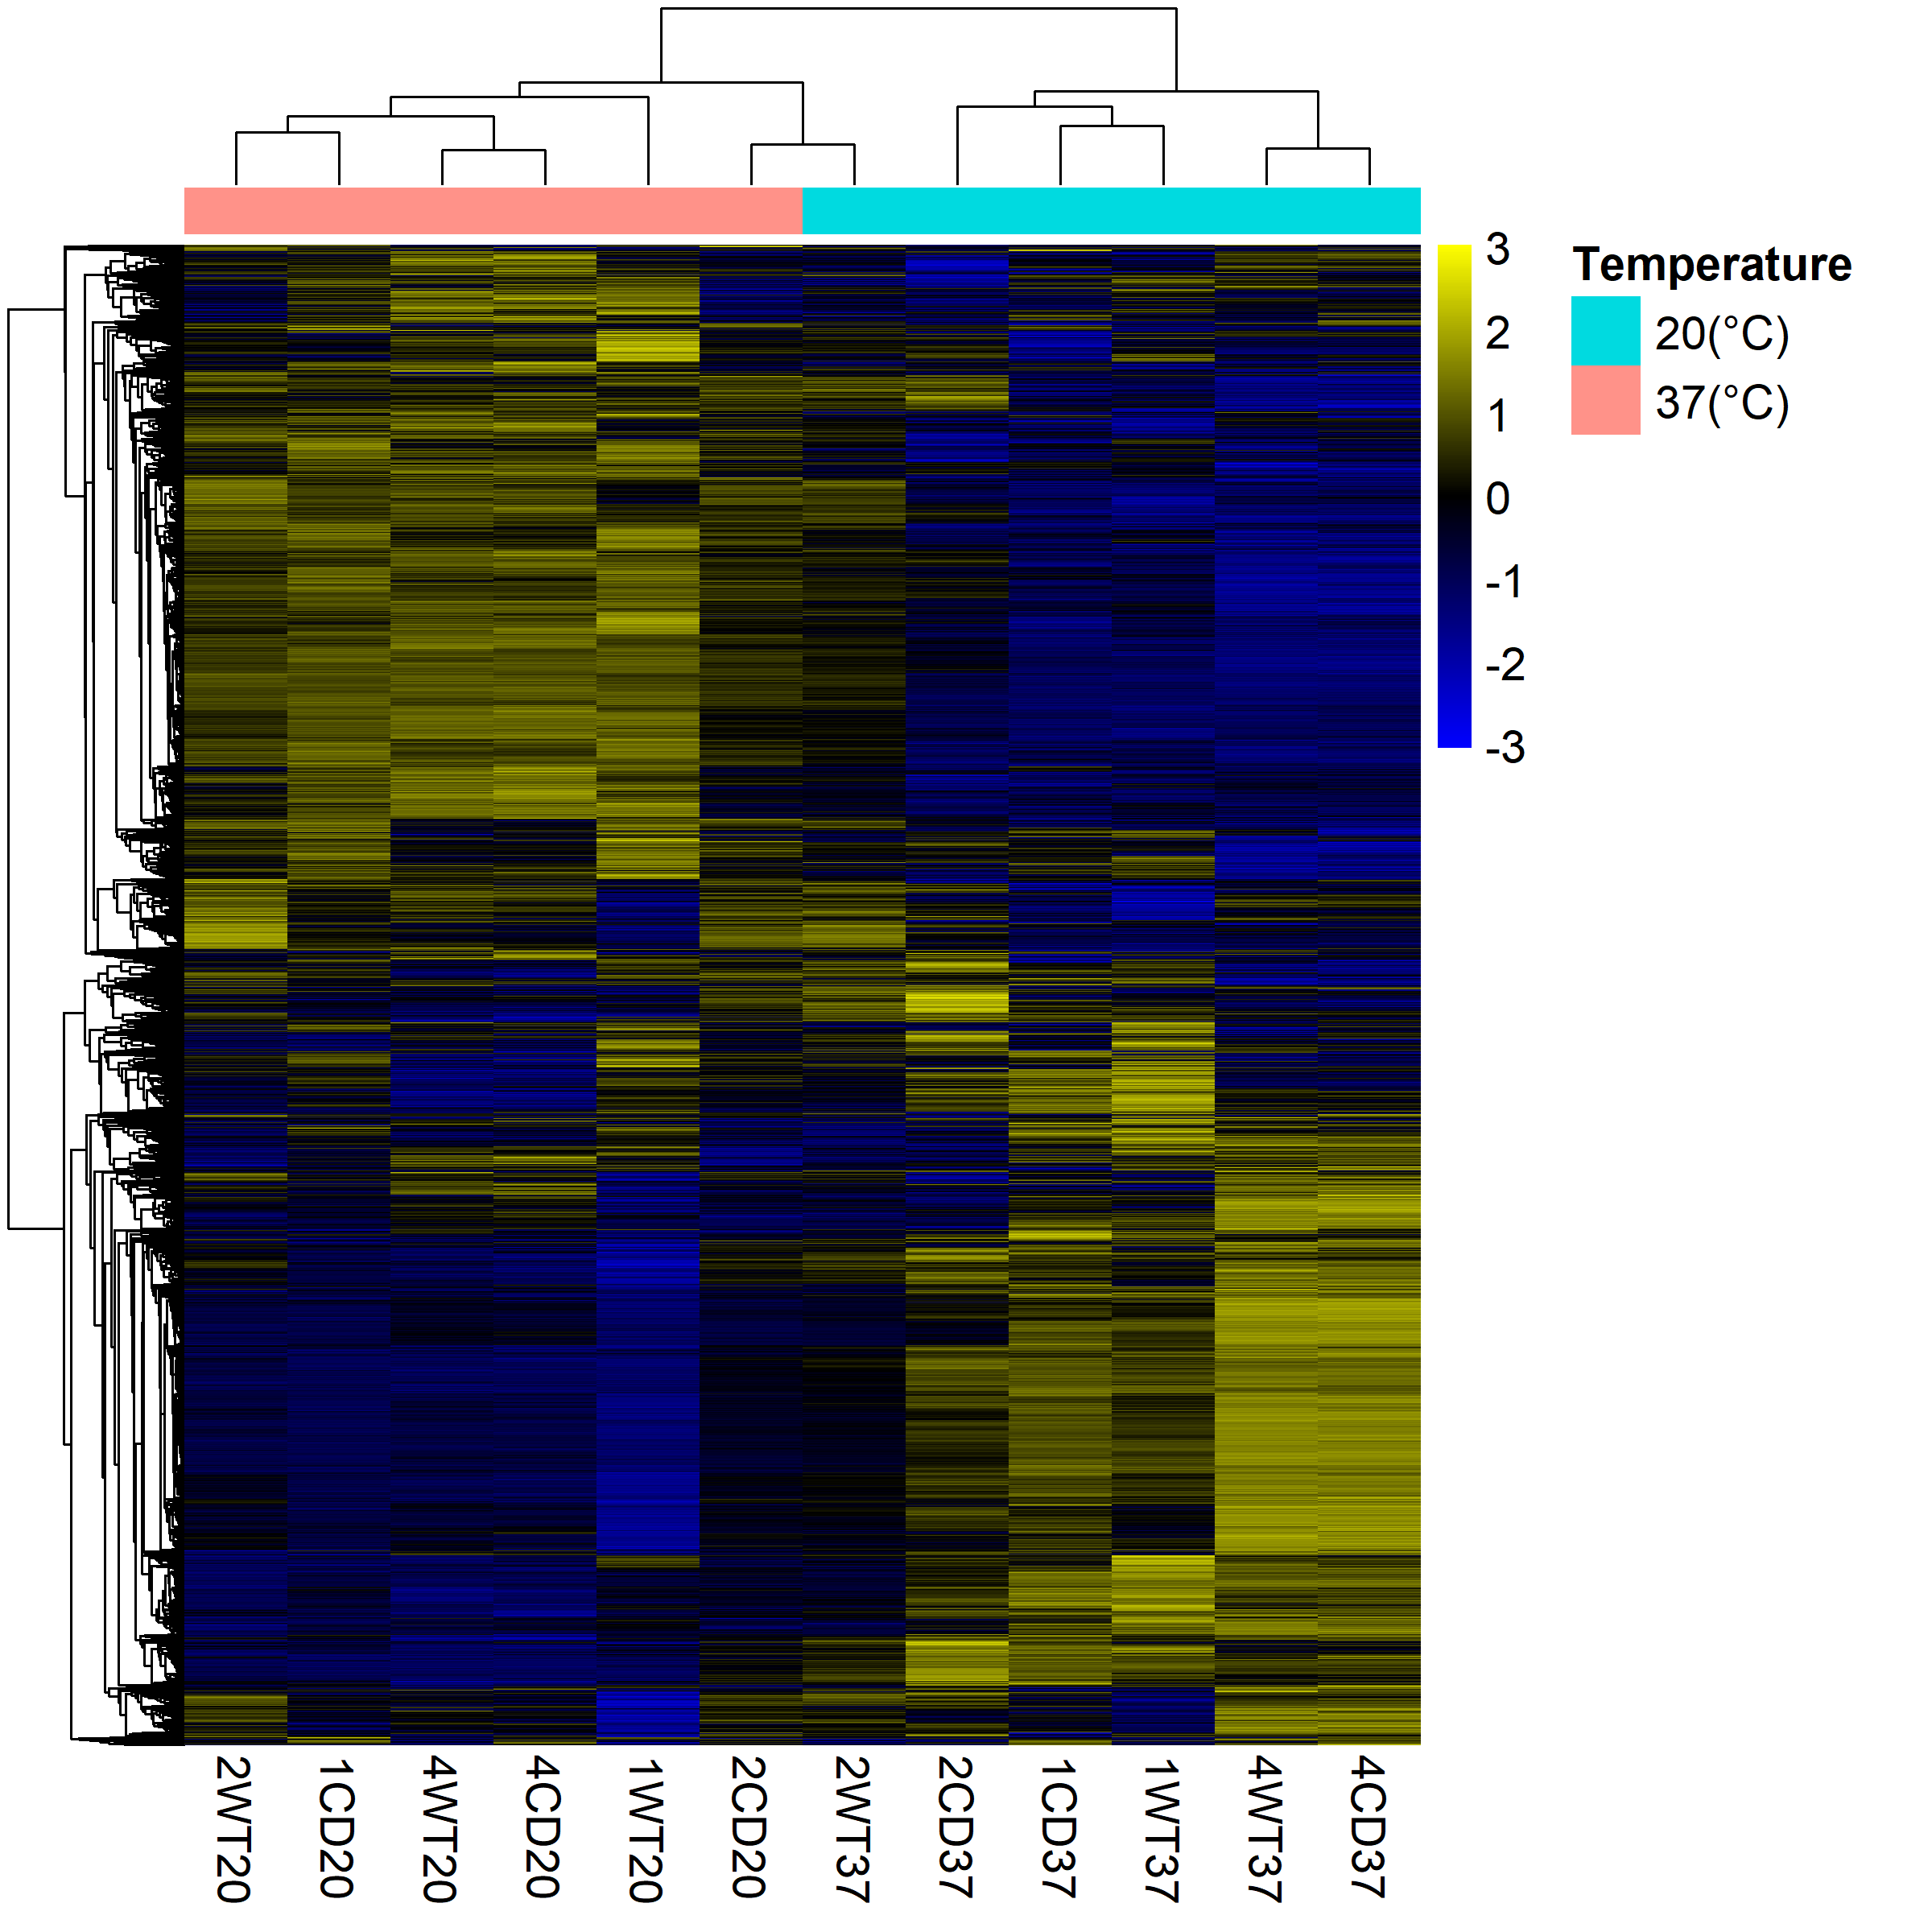 3
2
1
0
-1
-2
-3
Temperature
20(°C)
37(°C)
2WT20
1CD20
4WT20
4CD20
1WT20
2CD20
2WT37
2CD37
1CD37
1WT37
4WT37
4CD37